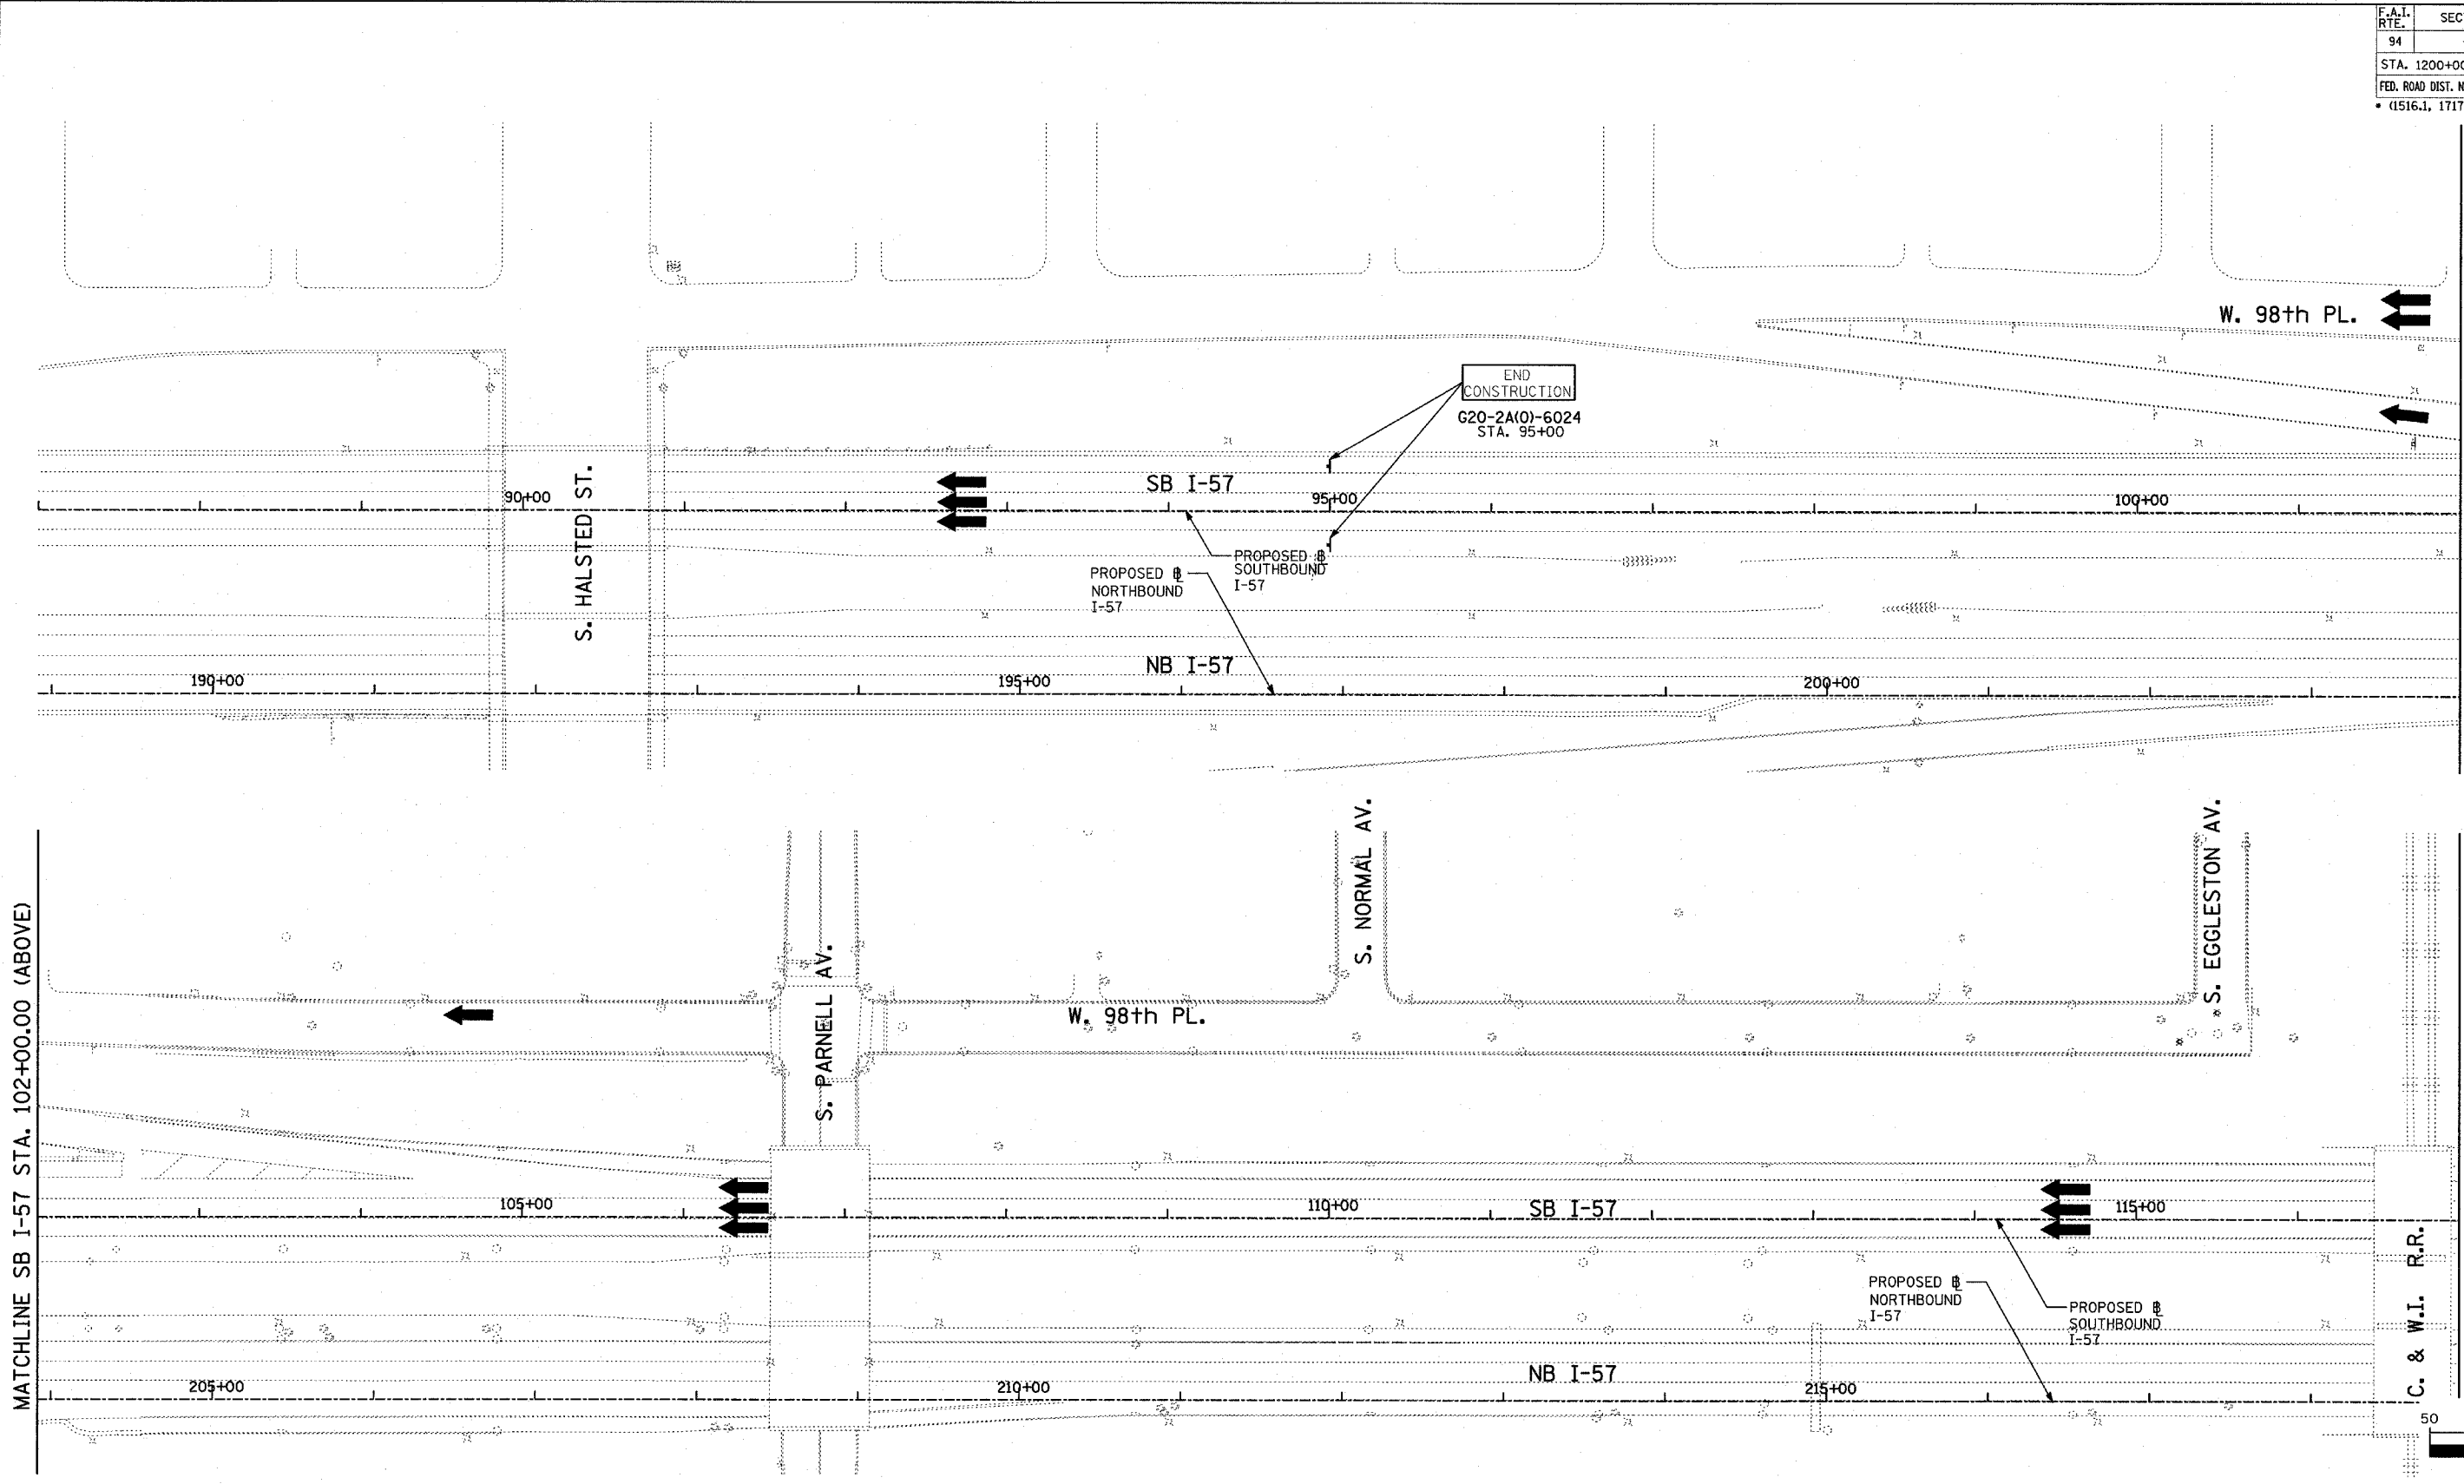 F.A.I.
RTE.
SEC
94
STA. 1200+00
FED. ROAD DIST. N
* (1516.1, 1717
W. 98th PL.
END
CONSTRUCTION
G20-2A(O)-6024
STA. 95+00
S. HALSTED ST.
90+00
SB I-57
95+00
100+00
PROPOSED ℄
SOUTHBOUND
I-57
PROPOSED ℄
NORTHBOUND
I-57
190+00
NB I-57
195+00
200+00
MATCHLINE SB I-57 STA. 102+00.00 (ABOVE)
S. PARNELL AV.
S. NORMAL AV.
S. EGGLESTON AV.
W. 98th PL.
105+00
110+00
SB I-57
115+00
PROPOSED ℄
NORTHBOUND
I-57
PROPOSED ℄
SOUTHBOUND
I-57
205+00
210+00
NB I-57
215+00
C. & W.I. R.R.
50